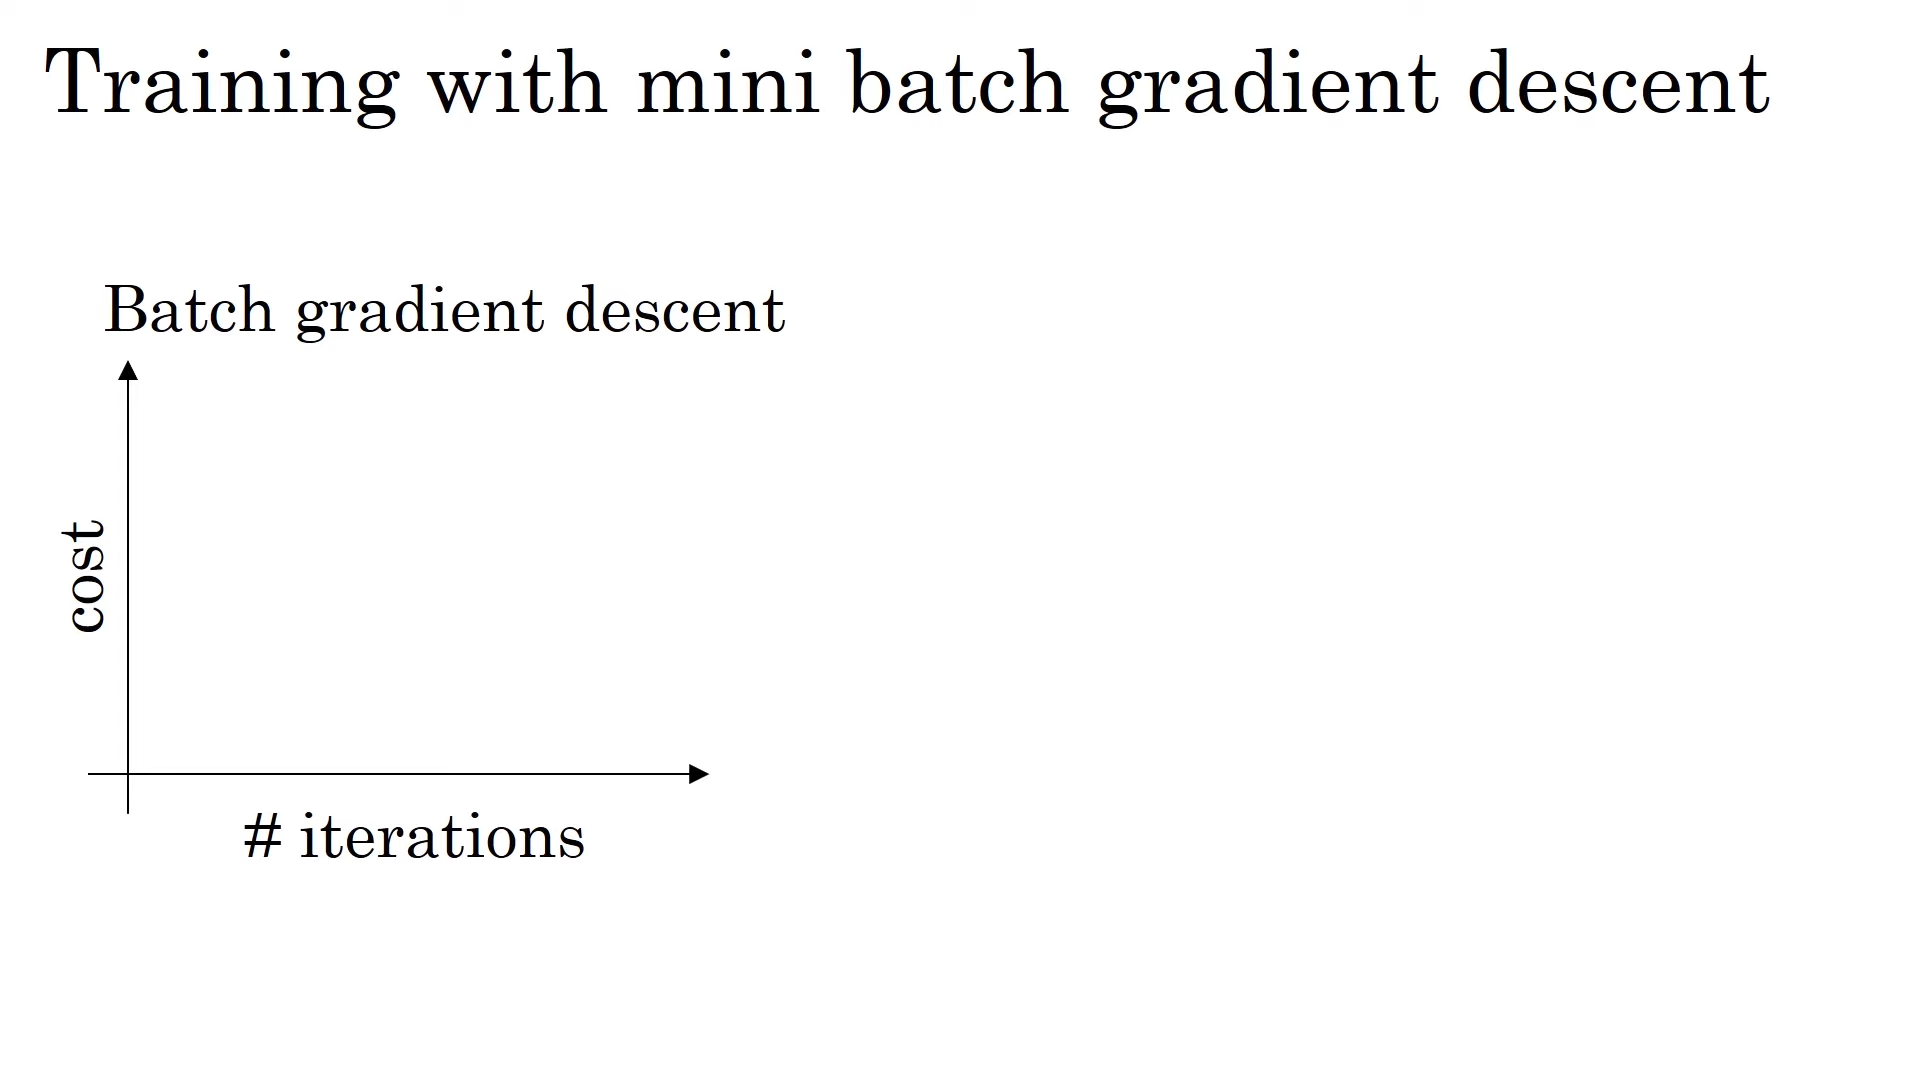 Training with mini batch gradient descent
Batch gradient descent
cost
# iterations